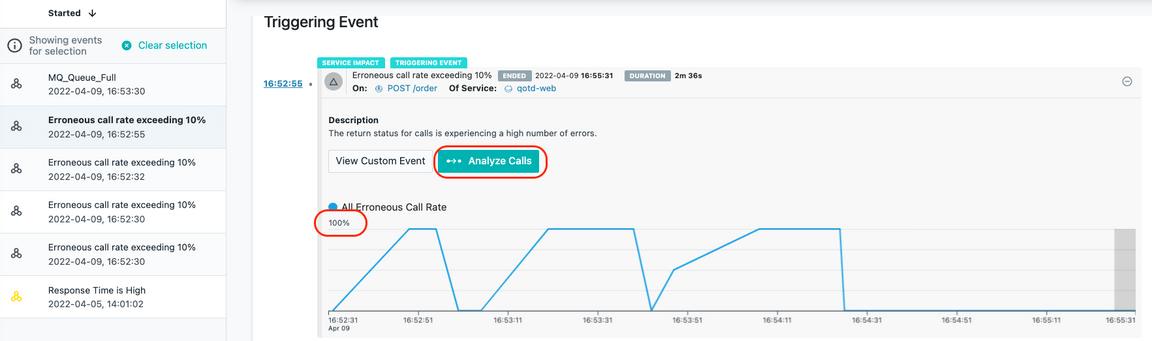 Started
Showing events
for selection
Clear selection
MQ_Queue_Full
2022-04-09, 16:53:30
Erroneous call rate exceeding 10%
2022-04-09, 16:52:55
Erroneous call rate exceeding 10%
2022-04-09, 16:52:32
Erroneous call rate exceeding 10%
2022-04-09, 16:52:30
Erroneous call rate exceeding 10%
2022-04-09, 16:52:30
Response Time is High
2022-04-05, 14:01:02
Triggering Event
SERVICE IMPACT TRIGGERING EVENT
16:52:55
Erroneous call rate exceeding 10% ENDED 2022-04-09 16:55:31 DURATION 2m 36s
On: POST /order Of Service: qotd-web
Description
The return status for calls is experiencing a high number of errors.
View Custom Event Analyze Calls
All Erroneous Call Rate
100%
16:52:31 16:52:51 16:53:11 16:53:31 16:53:51 16:54:11 16:54:31 16:54:51 16:55:11 16:55:31
Apr 09